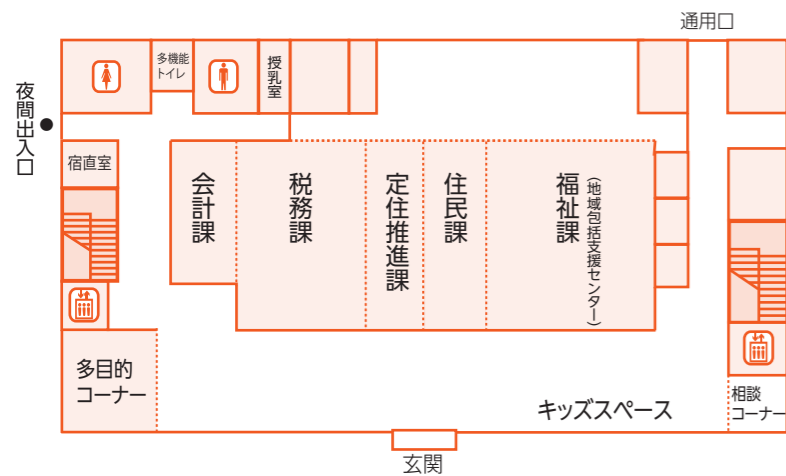 通用口
多機能
トイレ
授乳室
夜間出入口
宿直室
会計課
税務課
定住推進課
住民課
福祉課
（地域包括支援センター）
多目的
コーナー
キッズスペース
相談
コーナー
玄関